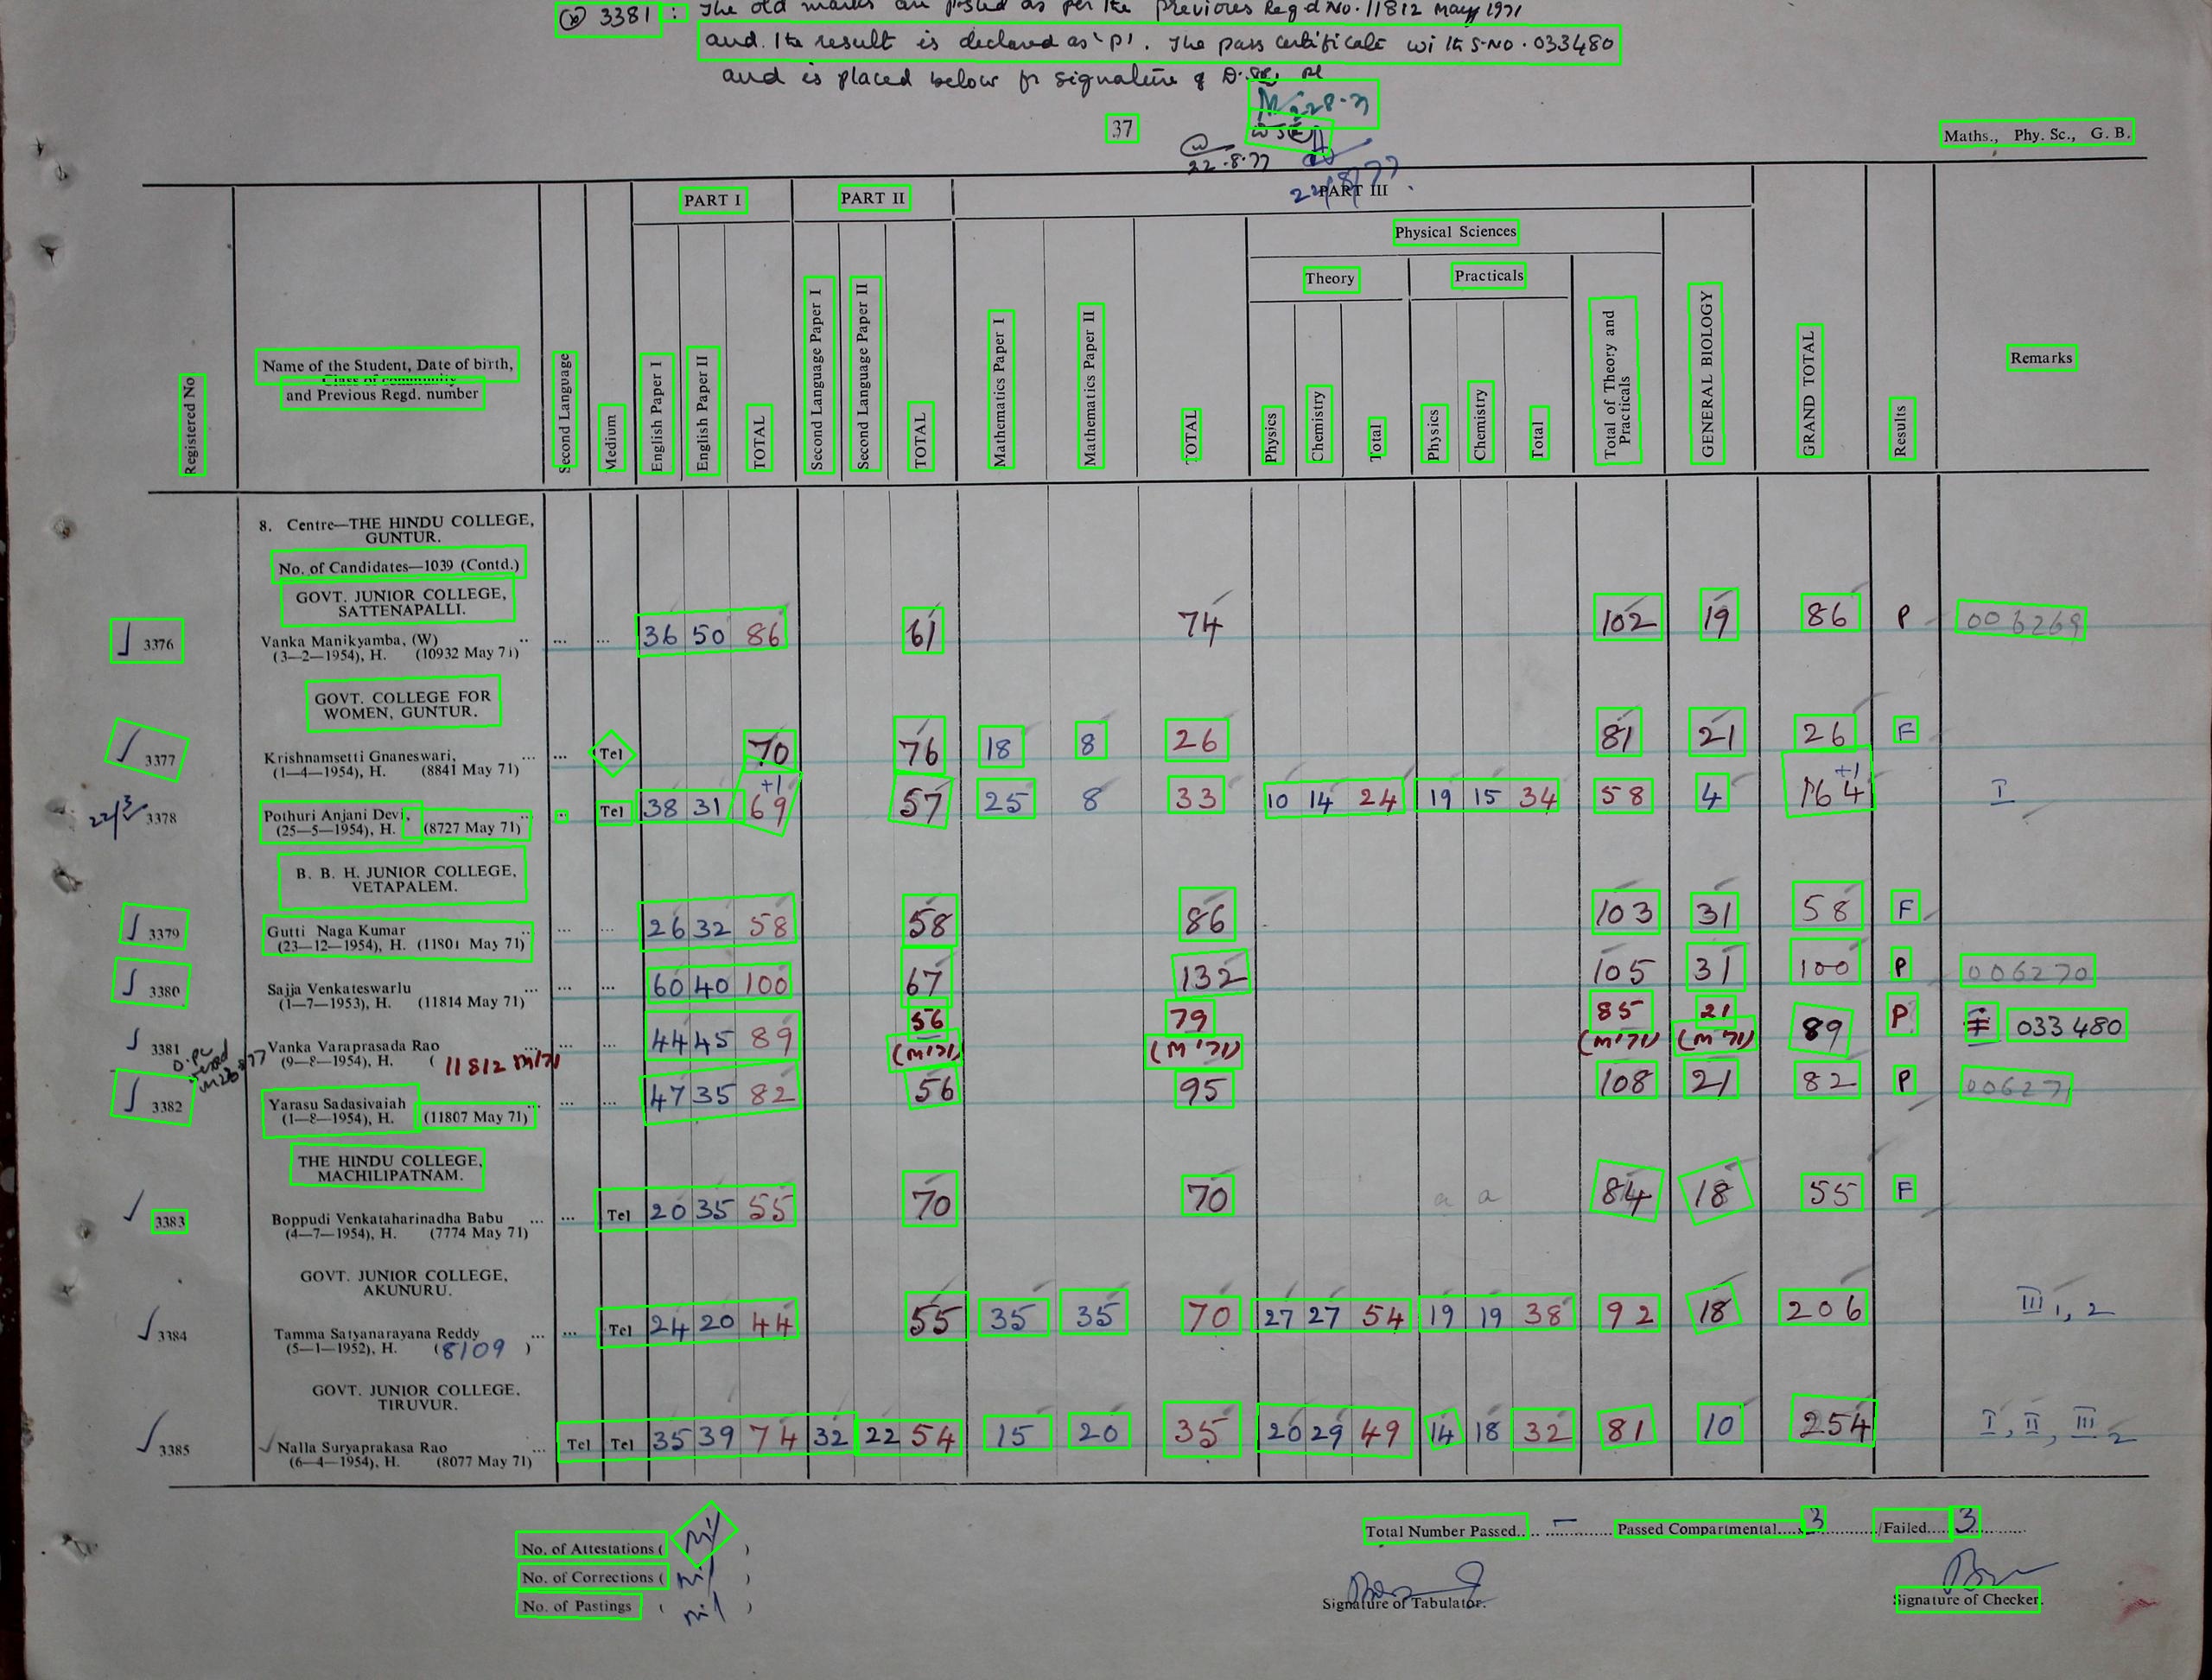 3381 : The old marks are posted as per the previous Regd No. 11812 May 1971
and. Its result is declared as 'P'. The pass certificate with S.NO. 033480
and is placed below for signature of
37
22.8.77
Maths., Phy. Sc., G. B.
PART I PART II PART III
Physical Sciences
Theory Practicals
Registered No
Name of the Student, Date of birth,
Class of community
and Previous Regd. number
Second Language
Medium
English Paper I
English Paper II
TOTAL
Second Language Paper I
Second Language Paper II
TOTAL
Mathematics Paper I
Mathematics Paper II
TOTAL
Physics
Chemistry
Total
Physics
Chemistry
Total
Total of Theory and Practicals
GENERAL BIOLOGY
GRAND TOTAL
Results
Remarks
8. Centre—THE HINDU COLLEGE,
GUNTUR.
No. of Candidates—1039 (Contd.)
GOVT. JUNIOR COLLEGE,
SATTENAPALLI.
3376 Vanka Manikyamba, (W) .. ... ... 36 50 86 61 74 102 19 86 P 006269
(3—2—1954), H. (10932 May 71)
GOVT. COLLEGE FOR
WOMEN, GUNTUR.
3377 Krishnamsetti Gnaneswari, ... ... Tel 70 76 18 8 26 81 21 26 F
(1—4—1954), H. (8841 May 71)
+1 +1
3378 Pothuri Anjani Devi, ... ... Tel 38 31 69 57 25 8 33 10 14 24 19 15 34 58 4 164 I
(25—5—1954), H. (8727 May 71)
B. B. H. JUNIOR COLLEGE,
VETAPALEM.
3379 Gutti Naga Kumar .. ... ... 26 32 58 58 86 103 31 58 F
(23—12—1954), H. (11801 May 71)
3380 Sajja Venkateswarlu ... ... ... 60 40 100 67 132 105 31 100 P 006270
(1—7—1953), H. (11814 May 71)
3381 Vanka Varaprasada Rao ... ... ... 44 45 89 56 79 85 21 89 P 033480
(9—8—1954), H. ( 11812 M/71 (M'71) (M'71) (M'71) (M'71)
3382 Yarasu Sadasivaiah ... ... ... 47 35 82 56 95 108 21 82 P 006271
(1—8—1954), H. (11807 May 71)
THE HINDU COLLEGE,
MACHILIPATNAM.
3383 Boppudi Venkataharinadha Babu ... ... Tel 20 35 55 70 70 a a 84 18 55 F
(4—7—1954), H. (7774 May 71)
GOVT. JUNIOR COLLEGE,
AKUNURU.
3384 Tamma Satyanarayana Reddy ... ... Tel 24 20 44 55 35 35 70 27 27 54 19 19 38 92 18 206 III 1, 2
(5—1—1952), H. (8109 )
GOVT. JUNIOR COLLEGE,
TIRUVUR.
3385 Nalla Suryaprakasa Rao ... Tel Tel 35 39 74 32 22 54 15 20 35 20 29 49 14 18 32 81 10 254 I, II, III 2
(6—4—1954), H. (8077 May 71)
Total Number Passed.... — .......... Passed Compartmental.... 3 ........../Failed.... 3 ..........
No. of Attestations ( Nil )
No. of Corrections ( Nil )
No. of Pastings ( Nil )
Signature of Tabulator.
Signature of Checker.